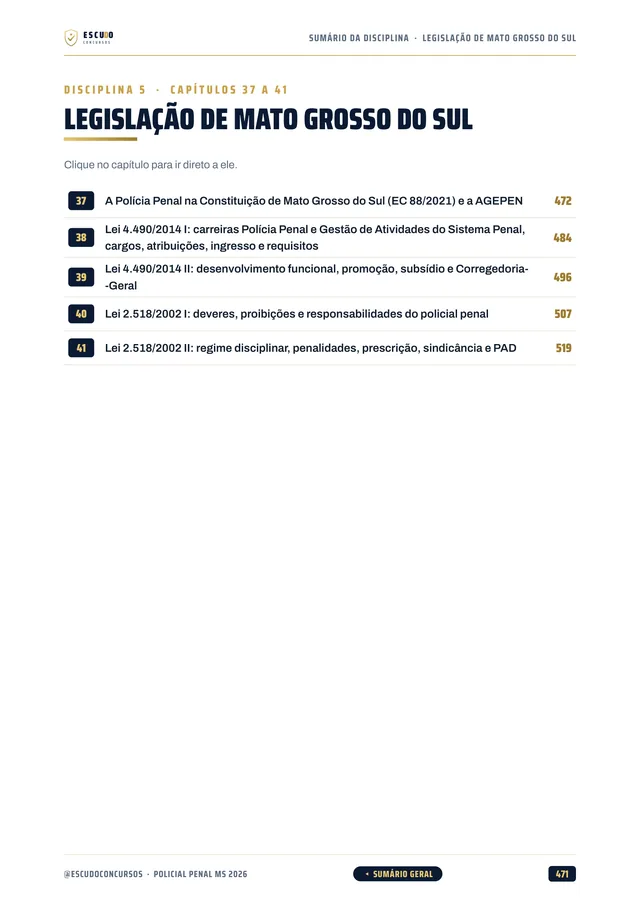 ESCUDO
CONCURSOS
SUMÁRIO DA DISCIPLINA · LEGISLAÇÃO DE MATO GROSSO DO SUL
DISCIPLINA 5 · CAPÍTULOS 37 A 41
LEGISLAÇÃO DE MATO GROSSO DO SUL
Clique no capítulo para ir direto a ele.
37 A Polícia Penal na Constituição de Mato Grosso do Sul (EC 88/2021) e a AGEPEN 472
38 Lei 4.490/2014 I: carreiras Polícia Penal e Gestão de Atividades do Sistema Penal, 484
cargos, atribuições, ingresso e requisitos
39 Lei 4.490/2014 II: desenvolvimento funcional, promoção, subsídio e Corregedoria- 496
-Geral
40 Lei 2.518/2002 I: deveres, proibições e responsabilidades do policial penal 507
41 Lei 2.518/2002 II: regime disciplinar, penalidades, prescrição, sindicância e PAD 519
@ESCUDOCONCURSOS · POLICIAL PENAL MS 2026
SUMÁRIO GERAL
471